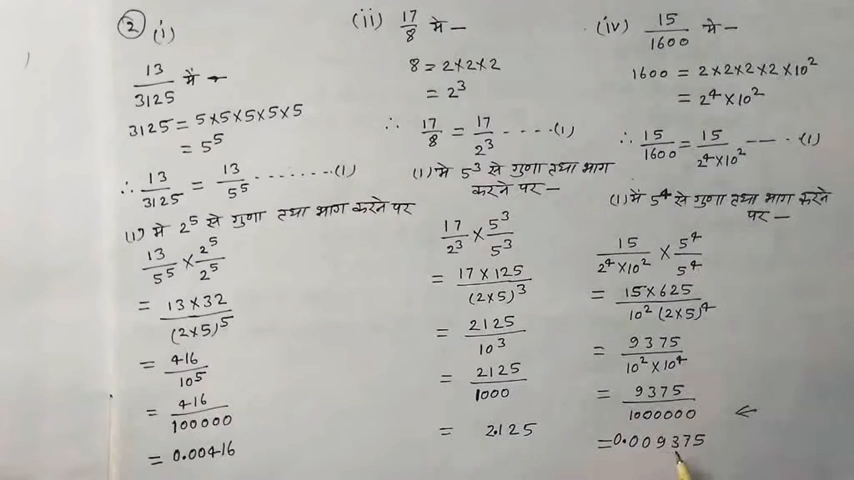 ② (i)
13/3125 में -
3125 = 5×5×5×5×5
= 5⁵
∴ 13/3125 = 13/5⁵ ........(1)
(1) मे 2⁵ से गुणा तथा भाग करने पर
13/5⁵ × 2⁵/2⁵
= 13×32/(2×5)⁵
= 416/10⁵
= 416/100000
= 0.00416
(ii) 17/8 मे -
8 = 2×2×2
= 2³
∴ 17/8 = 17/2³ -----(1)
(1) मे 5³ से गुणा तथा भाग
करने पर -
17/2³ × 5³/5³
= 17×125/(2×5)³
= 2125/10³
= 2125/1000
= 2.125
(iv) 15/1600 मे -
1600 = 2×2×2×2×10²
= 2⁴×10²
∴ 15/1600 = 15/2⁴×10² ---- (1)
(1) मैं 5⁴ से गुणा तथा भाग करने
पर -
15/2⁴×10² × 5⁴/5⁴
= 15×625/10²(2×5)⁴
= 9375/10²×10⁴
= 9375/1000000 ←
= 0.009375